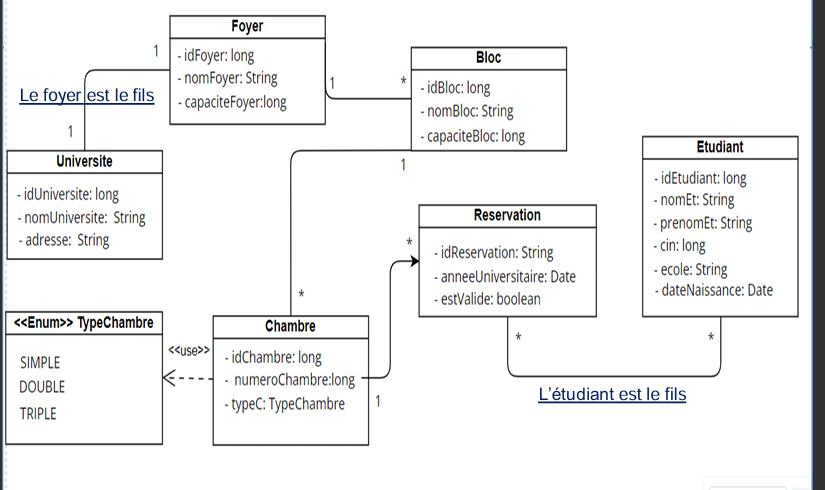 Foyer
- idFoyer: long
- nomFoyer: String
- capaciteFoyer:long
1
Le foyer est le fils
1
1
*
Bloc
- idBloc: long
- nomBloc: String
- capaciteBloc: long
1
Universite
- idUniversite: long
- nomUniversite: String
- adresse: String
Etudiant
- idEtudiant: long
- nomEt: String
- prenomEt: String
- cin: long
- ecole: String
- dateNaissance: Date
Reservation
- idReservation: String
- anneeUniversitaire: Date
- estValide: boolean
*
*
*
*
L'étudiant est le fils
<<Enum>> TypeChambre
SIMPLE
DOUBLE
TRIPLE
<<use>>
Chambre
- idChambre: long
- numeroChambre:long
- typeC: TypeChambre
1